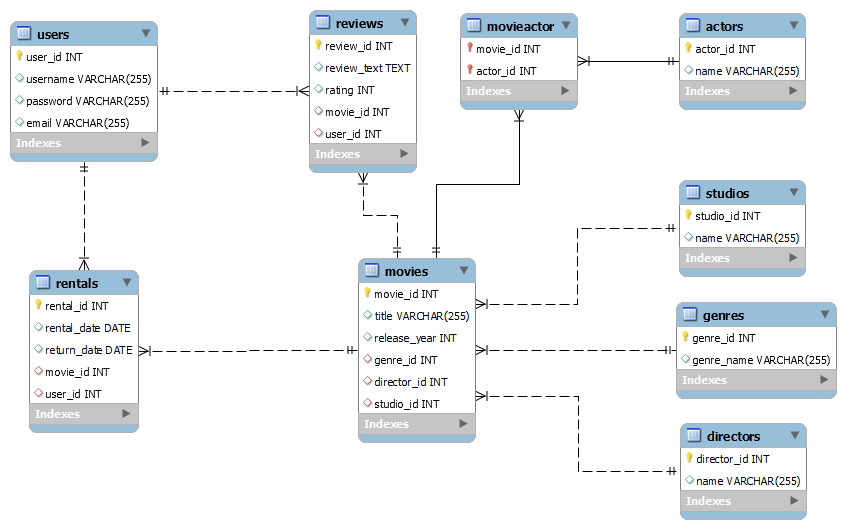 users
user_id INT
username VARCHAR(255)
password VARCHAR(255)
email VARCHAR(255)
Indexes
reviews
review_id INT
review_text TEXT
rating INT
movie_id INT
user_id INT
Indexes
movieactor
movie_id INT
actor_id INT
Indexes
actors
actor_id INT
name VARCHAR(255)
Indexes
studios
studio_id INT
name VARCHAR(255)
Indexes
rentals
rental_id INT
rental_date DATE
return_date DATE
movie_id INT
user_id INT
Indexes
movies
movie_id INT
title VARCHAR(255)
release_year INT
genre_id INT
director_id INT
studio_id INT
Indexes
genres
genre_id INT
genre_name VARCHAR(255)
Indexes
directors
director_id INT
name VARCHAR(255)
Indexes